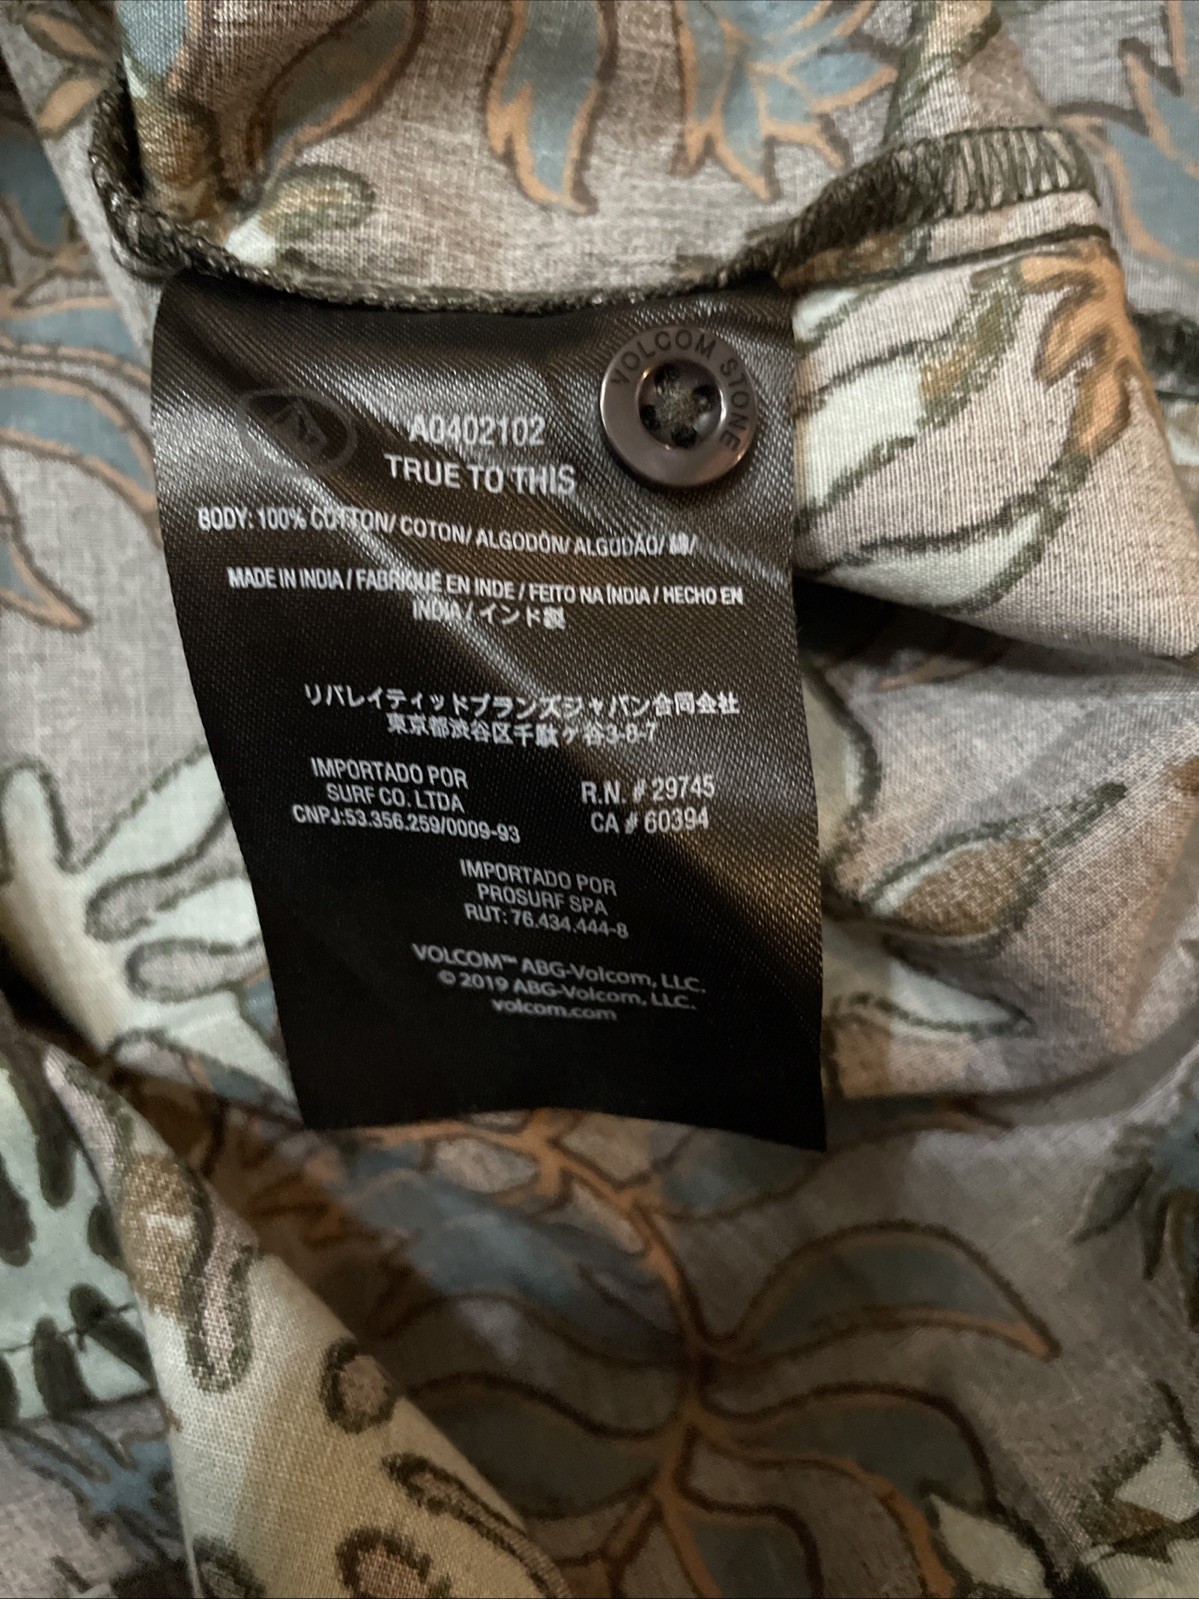 VOLCOM STONE
A0402102
TRUE TO THIS
BODY: 100% COTTON/ COTON/ ALGODÓN/ ALGODÃO/ 綿/
MADE IN INDIA / FABRIQUÉ EN INDE / FEITO NA ÍNDIA / HECHO EN
INDIA / インド製
リバレイティッドブランズジャパン合同会社
東京都渋谷区千駄ケ谷3-8-7
IMPORTADO POR
SURF CO. LTDA
CNPJ:53.356.259/0009-93
R.N. # 29745
CA # 60394
IMPORTADO POR
PROSURF SPA
RUT: 76.434.444-8
VOLCOM™ ABG-Volcom, LLC.
© 2019 ABG-Volcom, LLC.
volcom.com